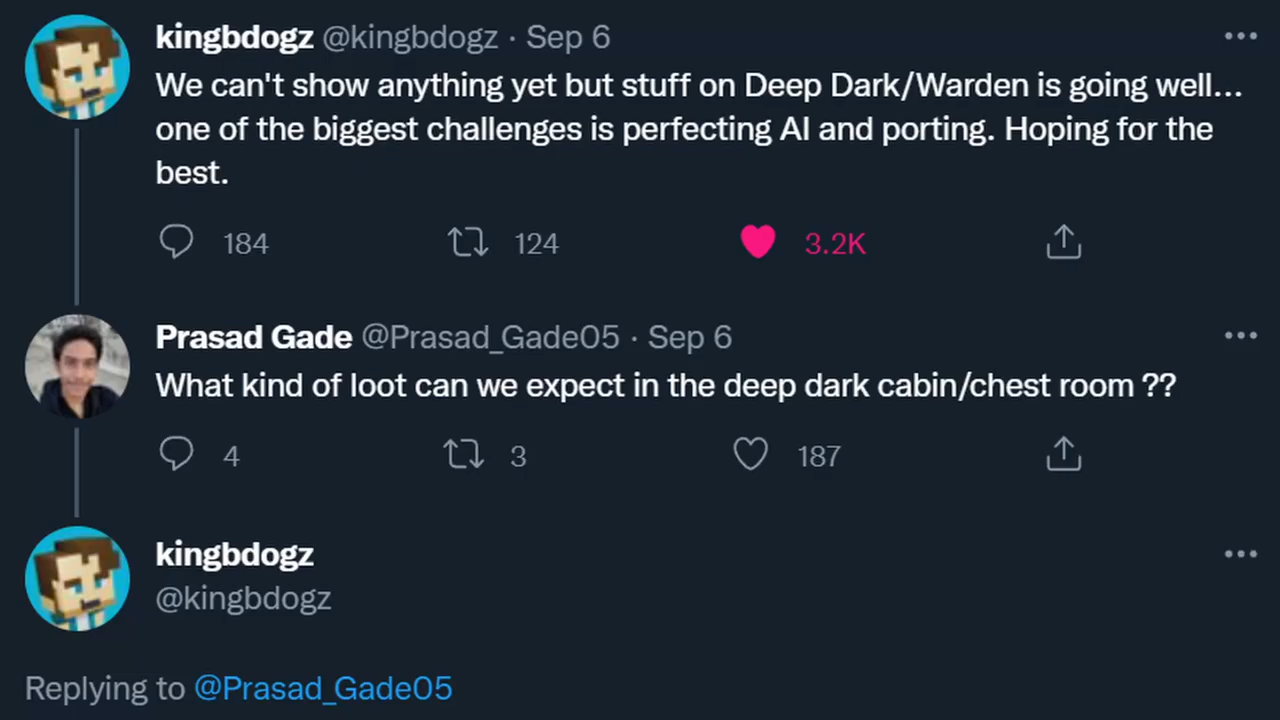 kingbdogz @kingbdogz · Sep 6
We can't show anything yet but stuff on Deep Dark/Warden is going well...
one of the biggest challenges is perfecting AI and porting. Hoping for the
best.
184 124 3.2K
Prasad Gade @Prasad_Gade05 · Sep 6
What kind of loot can we expect in the deep dark cabin/chest room ??
4 3 187
kingbdogz
@kingbdogz
Replying to @Prasad_Gade05